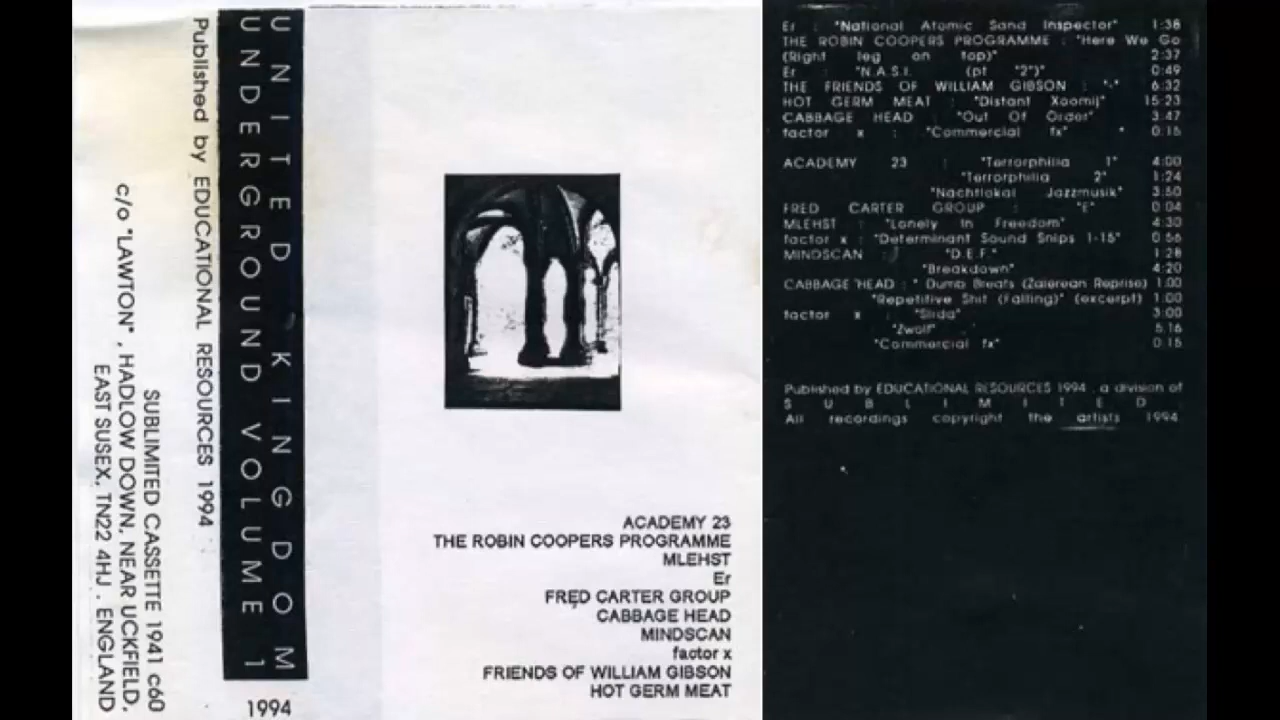 SUBLIMITED CASSETTE 1941 c60
c/o "LAWTON" , HADLOW DOWN, NEAR UCKFIELD,
EAST SUSEX, TN22 4HJ . ENGLAND
Published by EDUCATIONAL RESOURCES 1994
UNITED KINGDOM
UNDERGROUND VOLUME 1
1994
ACADEMY 23
THE ROBIN COOPERS PROGRAMME
MLEHST
Er
FRED CARTER GROUP
CABBAGE HEAD
MINDSCAN
factor x
FRIENDS OF WILLIAM GIBSON
HOT GERM MEAT
Er : "National Atomic Sand Inspector" 1:38
THE ROBIN COOPERS PROGRAMME : "Here We Go
(Right leg on top)" 2:37
Er : "N.A.S.I. (pt "2")" 0:49
THE FRIENDS OF WILLIAM GIBSON : "-" 6:32
HOT GERM MEAT : "Distant Xoomij" 15:23
CABBAGE HEAD : "Out Of Order" 3:47
factor x : "Commercial fx" * 0:15
ACADEMY 23 : "Terrorphilia 1" 4:00
"Terrorphilia 2" 1:24
"Nachtlokal Jazzmusik" 3:50
FRED CARTER GROUP : "E" 0:04
MLEHST : "Lonely In Freedom" 4:30
factor x : "Determinant Sound Snips 1-15" 0:56
MINDSCAN : "D.E.F." 1:28
"Breakdown" 4:20
CABBAGE HEAD : " Dumb Breats (Zaierean Reprise) 1.00
"Repetitive Shit (Falling)" (excerpt) 1.00
factor x : "Slida" 3:00
"Zwolf" 5.16
"Commercial fx" 0:15
Published by EDUCATIONAL RESOURCES 1994 . a division of
S U B L I M I T E D .
All recordings copyright the artists 1994